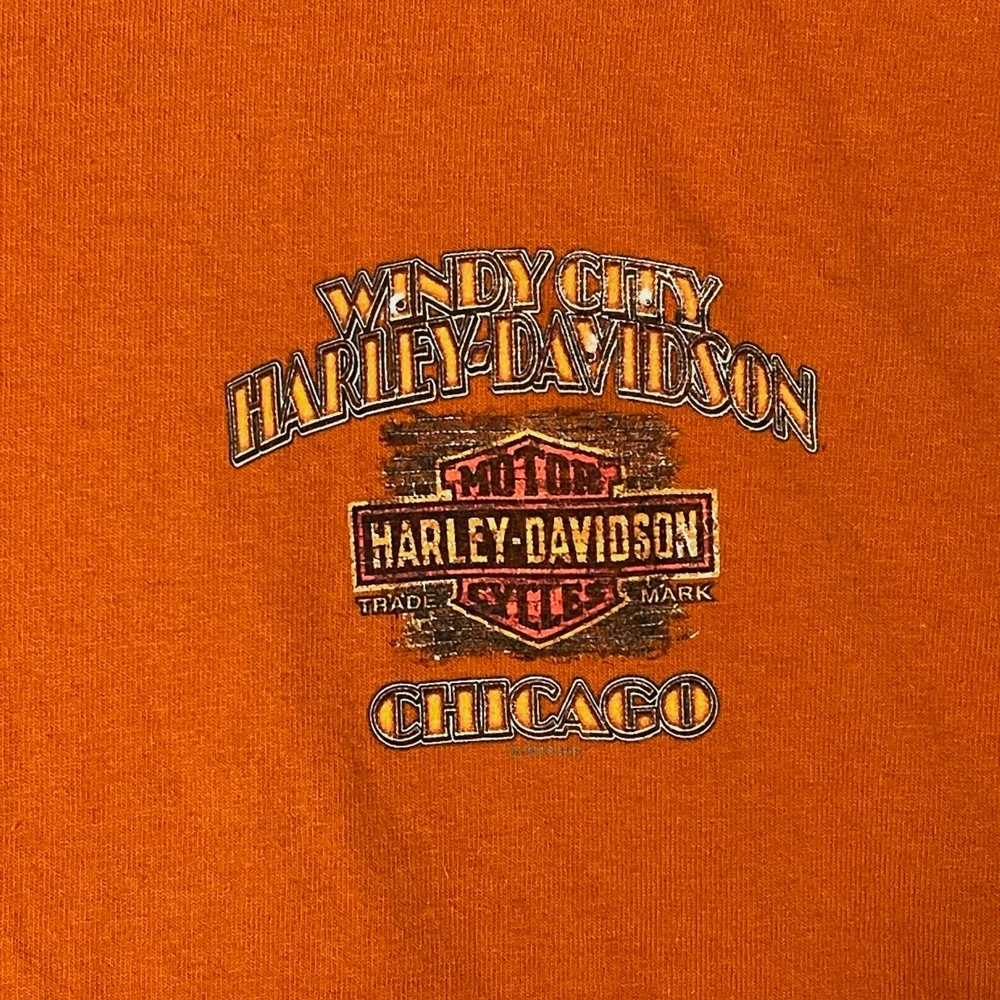 WINDY CITY
HARLEY-DAVIDSON
MOTOR
HARLEY-DAVIDSON
CYCLES
TRADE MARK
CHICAGO